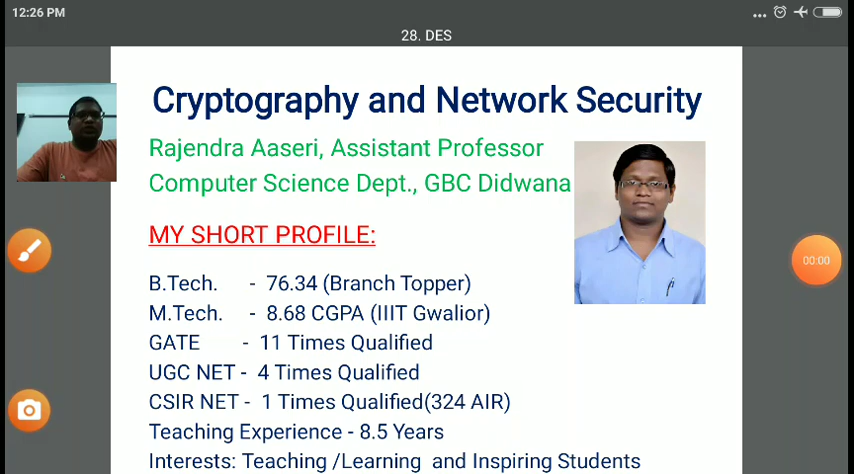 12:26 PM
28. DES
Cryptography and Network Security
Rajendra Aaseri, Assistant Professor
Computer Science Dept., GBC Didwana
MY SHORT PROFILE:
B.Tech. - 76.34 (Branch Topper)
M.Tech. - 8.68 CGPA (IIIT Gwalior)
GATE - 11 Times Qualified
UGC NET - 4 Times Qualified
CSIR NET - 1 Times Qualified(324 AIR)
Teaching Experience - 8.5 Years
Interests: Teaching /Learning and Inspiring Students
00:00